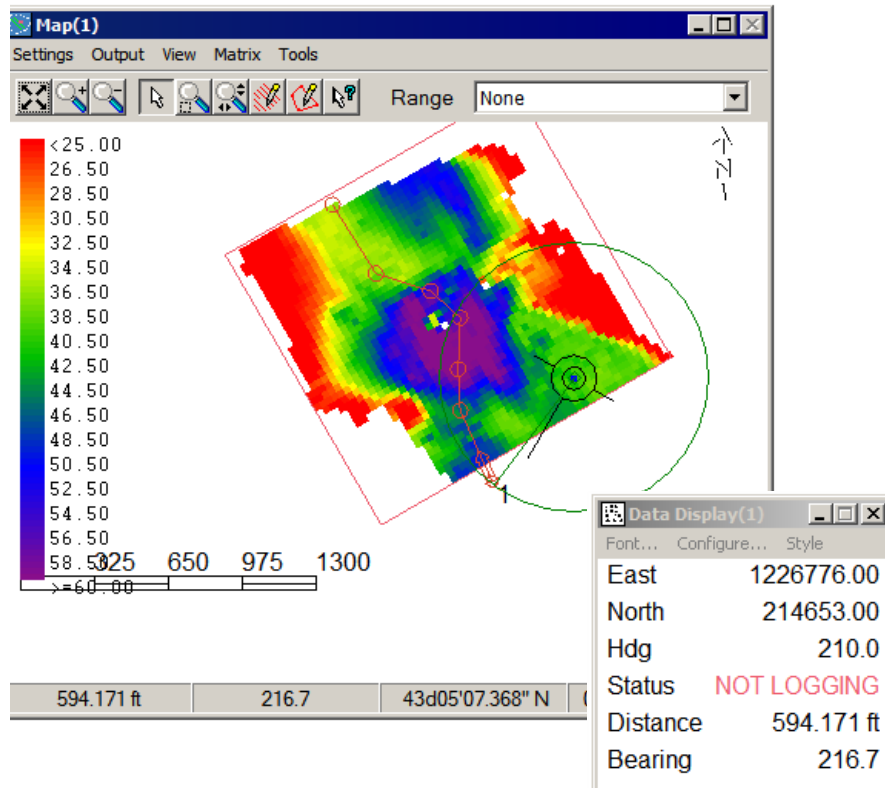 Map(1)
Settings Output View Matrix Tools
Range None
<25.00
26.50
28.50
30.50
32.50
34.50
36.50
38.50
40.50
42.50
44.50
46.50
48.50
50.50
52.50
54.50
56.50
58.50
>=60.00
325 650 975 1300
N
1
594.171 ft 216.7 43d05'07.368" N
Data Display(1)
Font... Configure... Style
East 1226776.00
North 214653.00
Hdg 210.0
Status NOT LOGGING
Distance 594.171 ft
Bearing 216.7